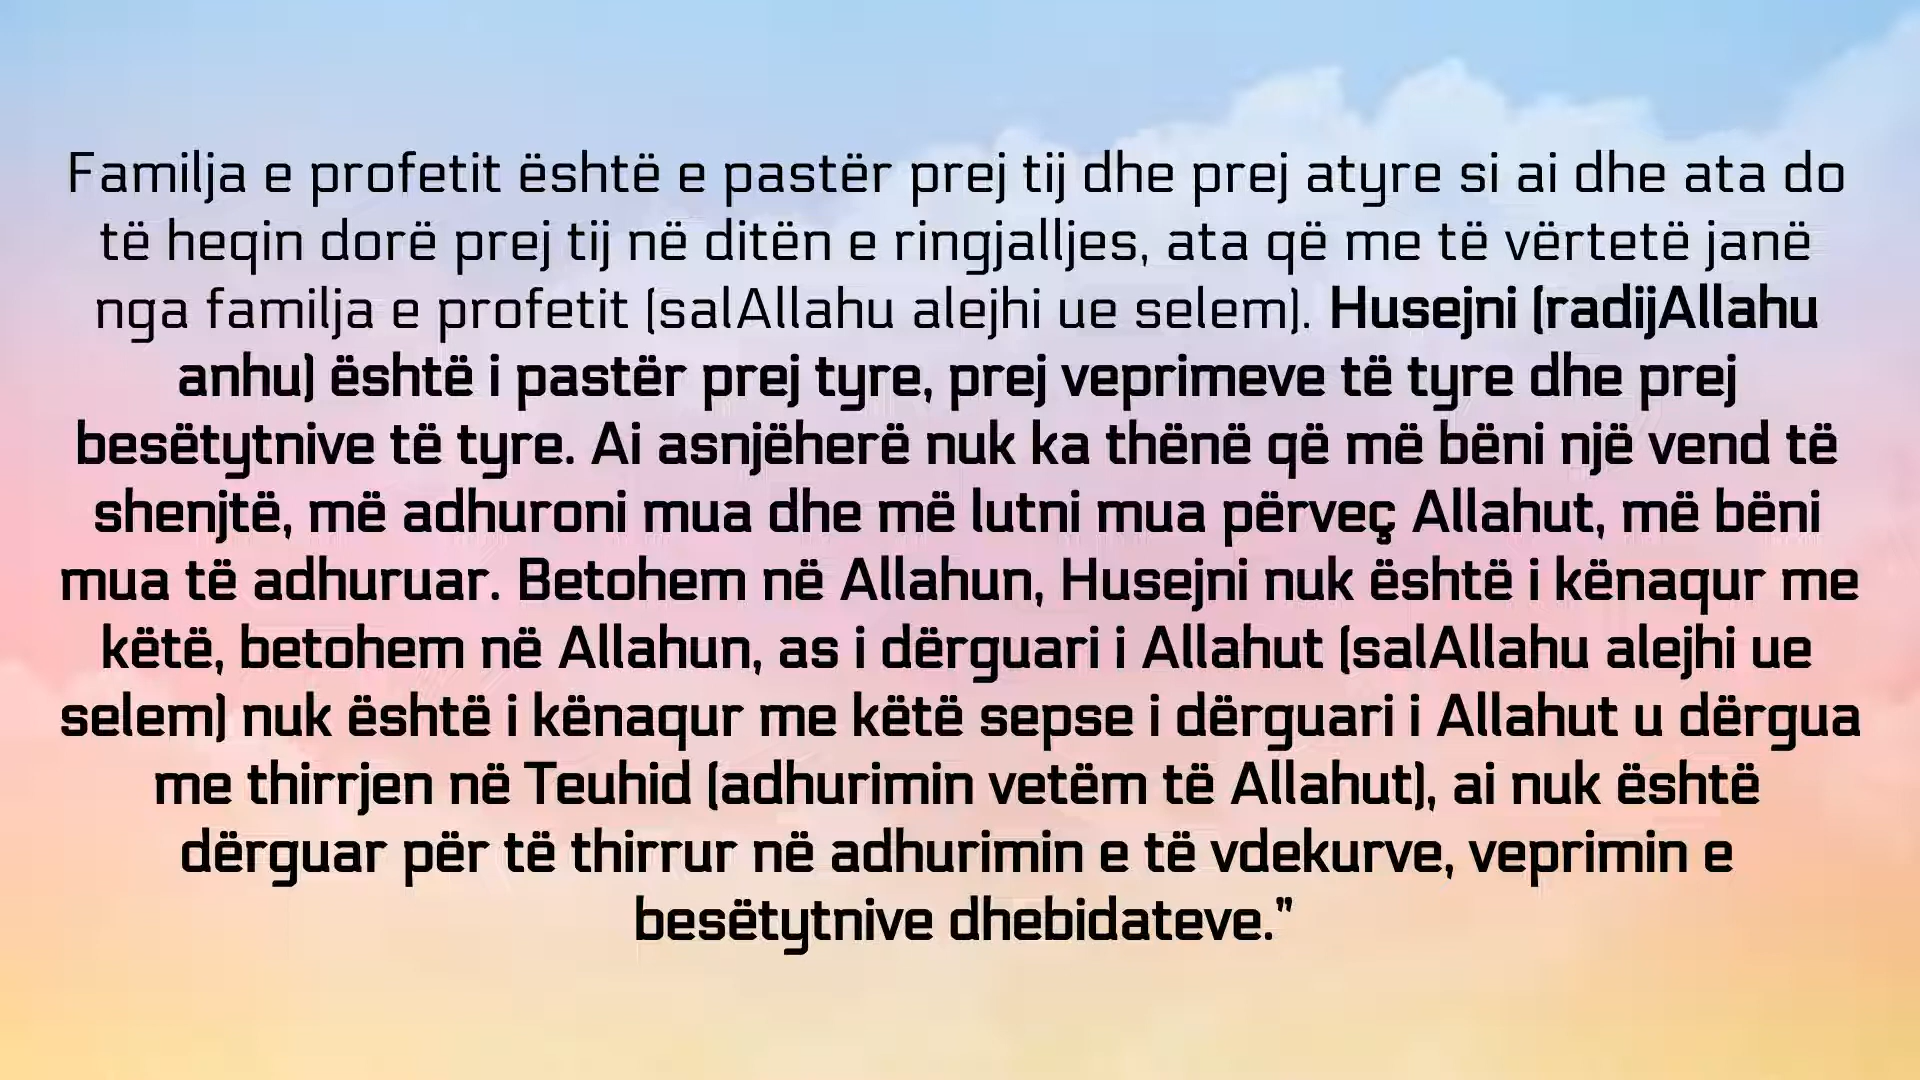 Familja e profetit është e pastër prej tij dhe prej atyre si ai dhe ata do
të heqin dorë prej tij në ditën e ringjalljes, ata që me të vërtetë janë
nga familja e profetit (salAllahu alejhi ue selem). Husejni (radijAllahu
anhu) është i pastër prej tyre, prej veprimeve të tyre dhe prej
besëtytnive të tyre. Ai asnjëherë nuk ka thënë që më bëni një vend të
shenjtë, më adhuroni mua dhe më lutni mua përveç Allahut, më bëni
mua të adhuruar. Betohem në Allahun, Husejni nuk është i kënaqur me
këtë, betohem në Allahun, as i dërguari i Allahut (salAllahu alejhi ue
selem) nuk është i kënaqur me këtë sepse i dërguari i Allahut u dërgua
me thirrjen në Teuhid (adhurimin vetëm të Allahut), ai nuk është
dërguar për të thirrur në adhurimin e të vdekurve, veprimin e
besëtytnive dhebidateve."